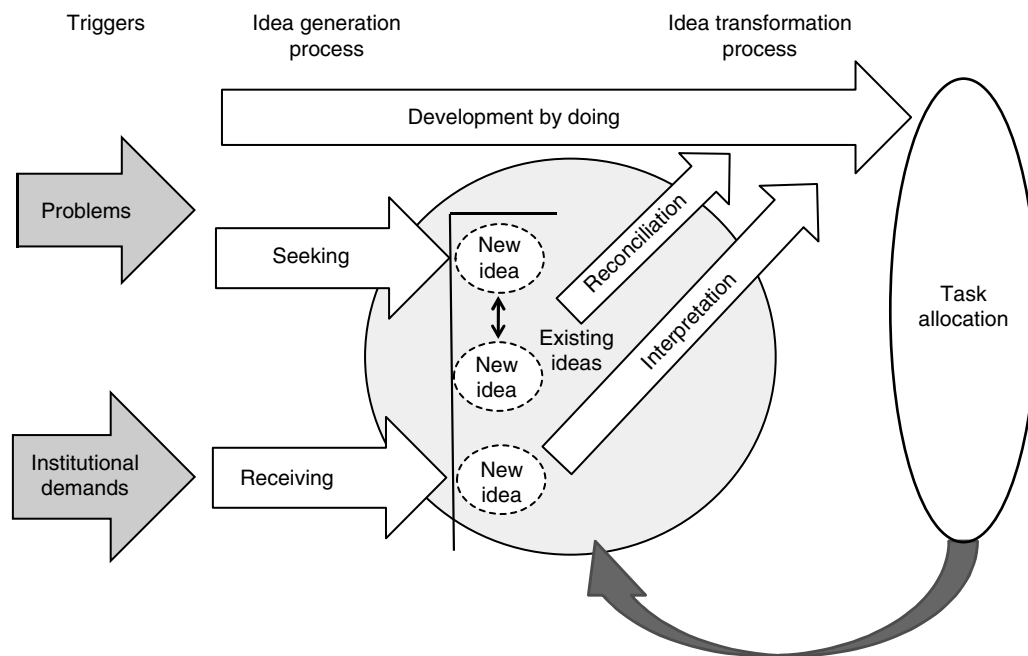 Triggers
Idea generation
process
Idea transformation
process
Development by doing
Problems
Seeking
New
idea
Reconciliation
Interpretation
Existing
ideas
New
idea
Task
allocation
Institutional
demands
Receiving
New
idea